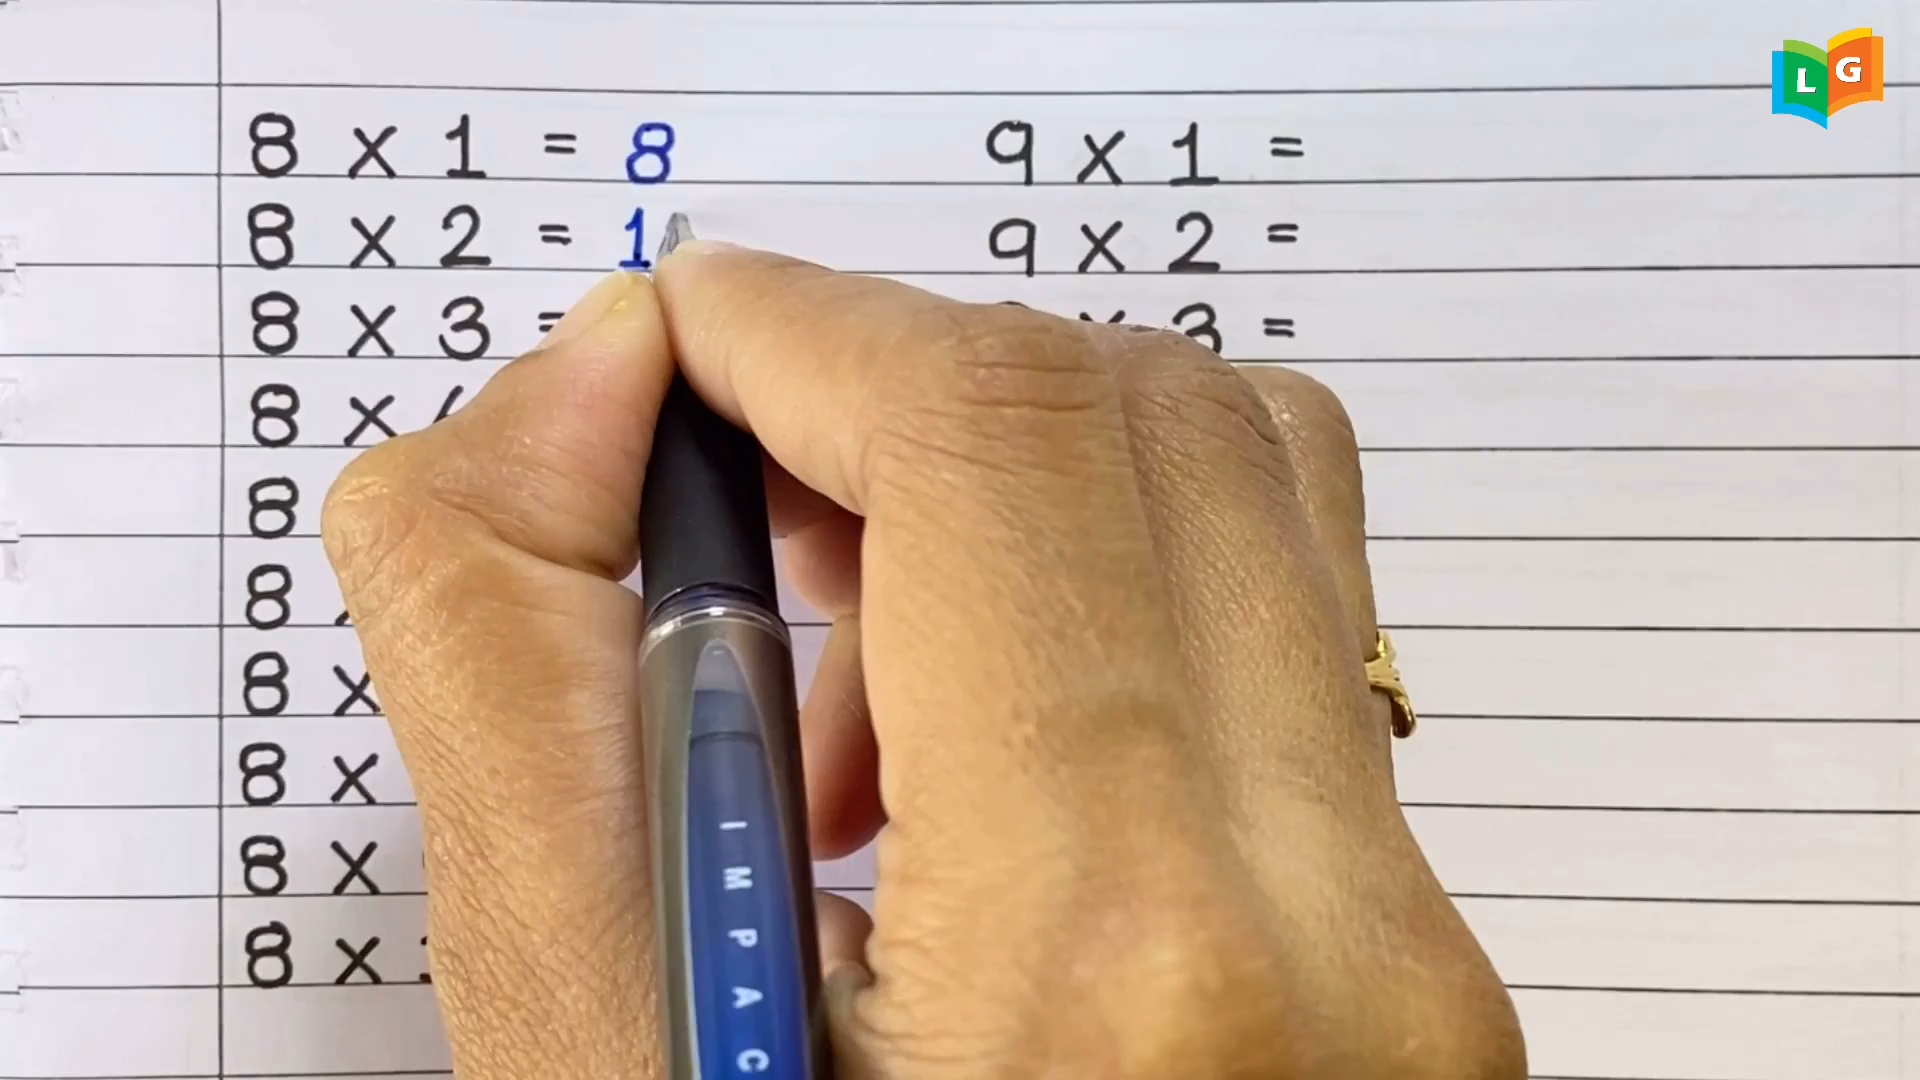 L G
8 x 1 = 8 9 x 1 =
8 x 2 = 1 9 x 2 =
8 x 3 = x 3 =
8 x
8
8
8 x
8 x
8 x
8 x
IMPAC